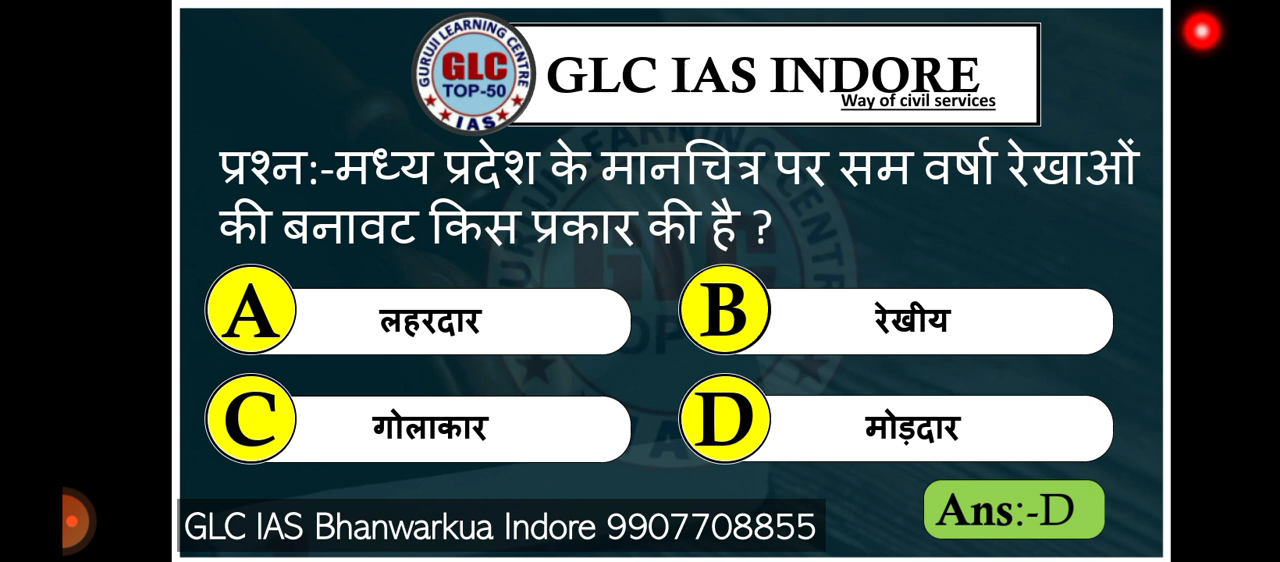 GURUJI LEARNING CENTRE
GLC
TOP-50
IAS
GLC IAS INDORE
Way of civil services
प्रश्न:-मध्य प्रदेश के मानचित्र पर सम वर्षा रेखाओं
की बनावट किस प्रकार की है ?
A लहरदार
B रेखीय
C गोलाकार
D मोड़दार
Ans:-D
GLC IAS Bhanwarkua Indore 9907708855